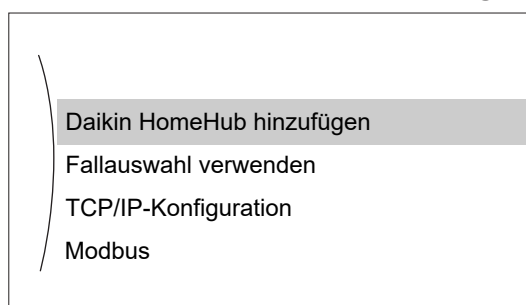 Daikin HomeHub hinzufügen
Fallauswahl verwenden
TCP/IP-Konfiguration
Modbus